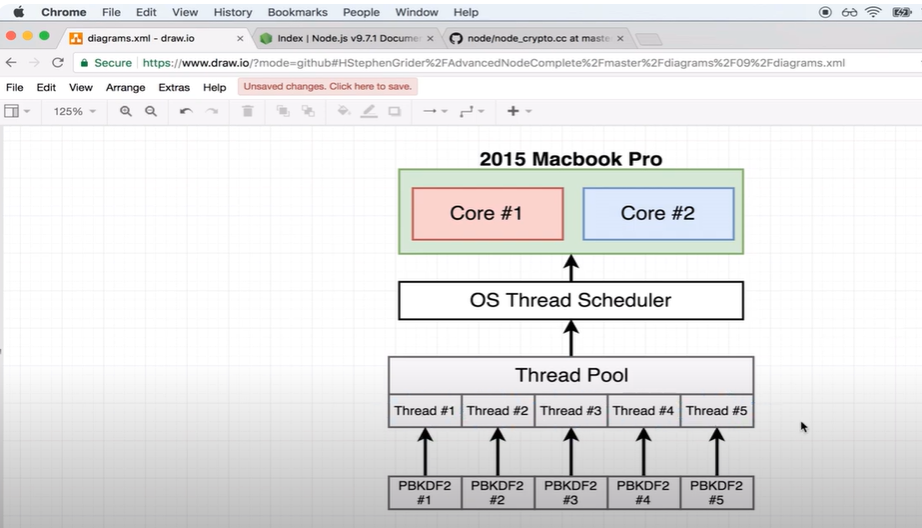 Chrome File Edit View History Bookmarks People Window Help
diagrams.xml - draw.io Index | Node.js v9.7.1 Docume node/node_crypto.cc at maste
Secure https://www.draw.io/?mode=github#HStephenGrider%2FAdvancedNodeComplete%2Fmaster%2Fdiagrams%2F09%2Fdiagrams.xml
File Edit View Arrange Extras Help Unsaved changes. Click here to save.
125%
2015 Macbook Pro
Core #1 Core #2
OS Thread Scheduler
Thread Pool
Thread #1 Thread #2 Thread #3 Thread #4 Thread #5
PBKDF2 PBKDF2 PBKDF2 PBKDF2 PBKDF2
#1 #2 #3 #4 #5